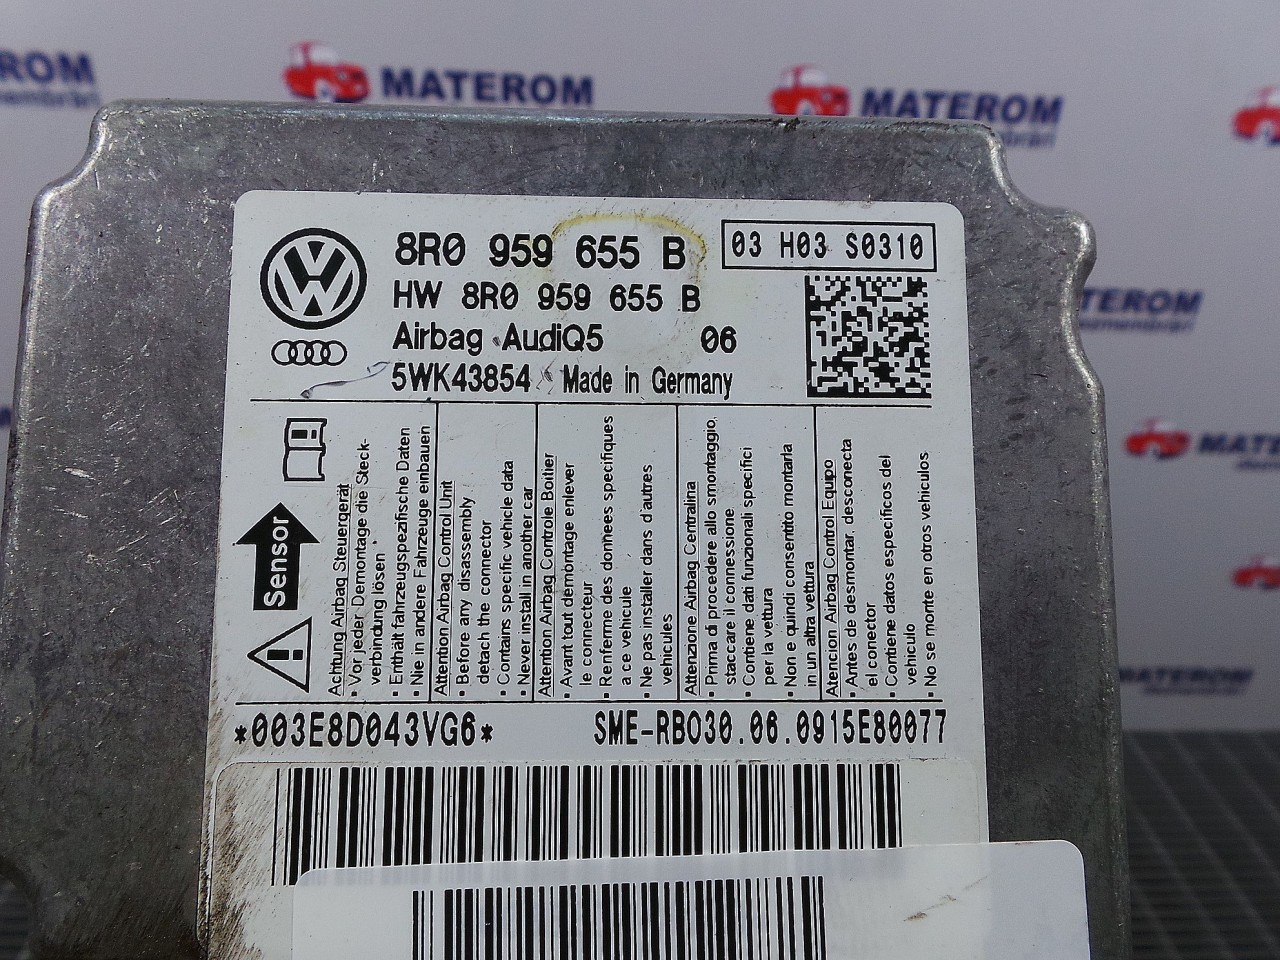 MATEROM
MATEROM
MATEROM
MATEROM
MATEROM
8R0 959 655 B
03 H03 S0310
HW 8R0 959 655 B
Airbag AudiQ5 06
5WK43854 Made in Germany
Sensor
Achtung Airbag Steuergerät
• Vor jeder Demontage die Steck-
verbindung lösen
• Enthält fahrzeugspezifische Daten
• Nie in andere Fahrzeuge einbauen
Attention Airbag Control Unit
• Before any disassembly
detach the connector
• Contains specific vehicle data
• Never install in another car
Attention Airbag Controle Boitier
• Avant tout démontage enlever
le connecteur
• Renferme des donnees specifiques
a ce vehicule
• Ne pas installer dans d'autres
vehicules
Attenzione Airbag Centralina
• Prima di procedere allo smontaggio,
staccare il connessione
• Contiene dati funzionali specifici
per la vettura
• Non e quindi consentito montarla
in un altra vettura
Atencion Airbag Control Equipo
• Antes de desmontar, desconecta
el conector
• Contiene datos especificos del
vehiculo
• No se monte en otros vehiculos
*003E8D043VG6* SME-RBO30.06.0915E80077